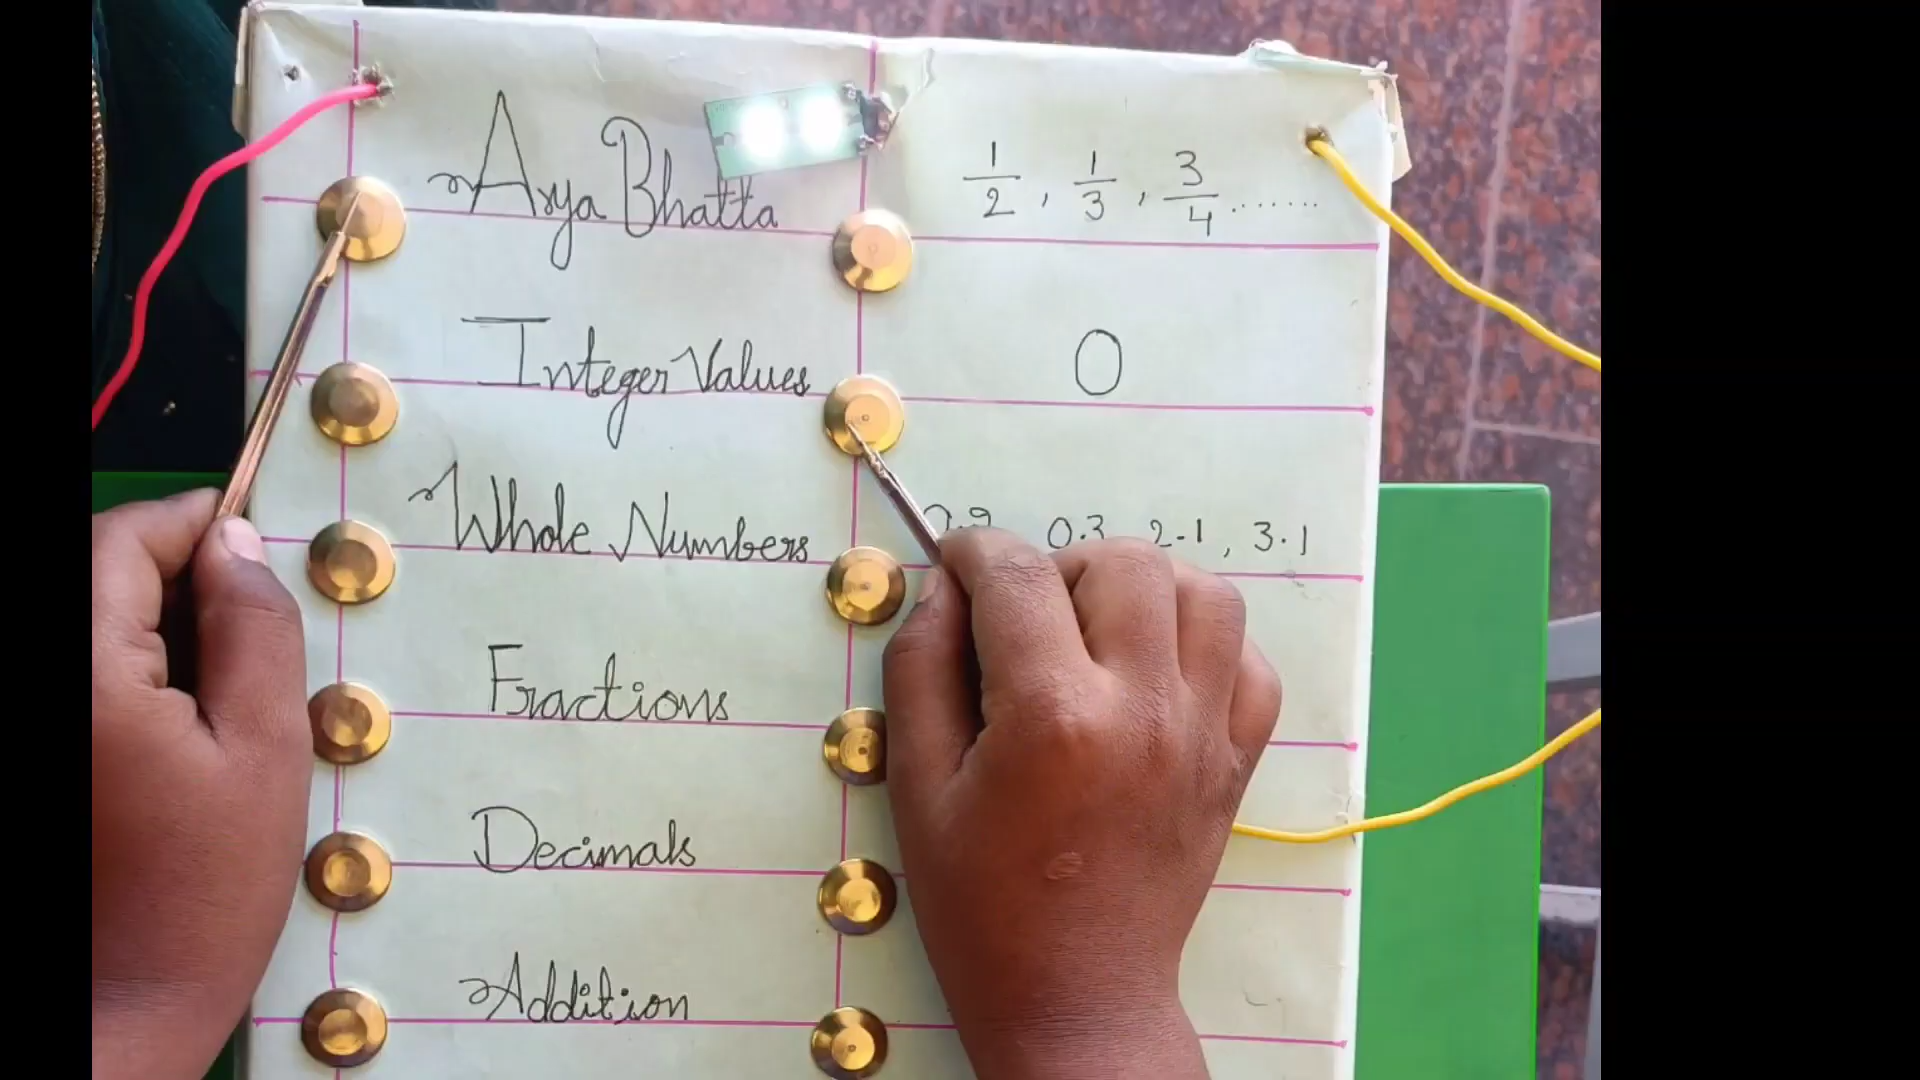 Arya Bhatta
1/2, 1/3, 3/4.......
Integer Values
0
Whole Numbers
0.3 2.1, 3.1
Fractions
Decimals
Addition